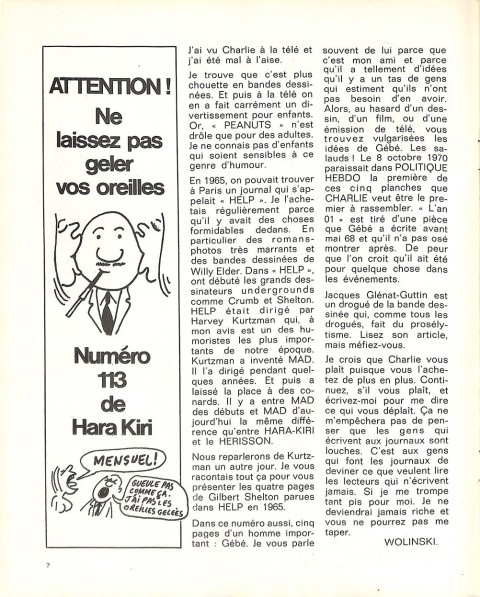 ATTENTION !
Ne
laissez pas
geler
vos oreilles
Numéro
113
de
Hara Kiri
MENSUEL!
GUEULE PAS
COMME ÇA.
J'AI PAS LES
OREILLES GELÉES
J'ai vu Charlie à la télé et
j'ai été mal à l'aise.
Je trouve que c'est plus
chouette en bandes dessi-
nées. Et puis à la télé on
en a fait carrément un di-
vertissement pour enfants.
Or, « PEANUTS » n'est
drôle que pour des adultes.
Je ne connais pas d'enfants
qui soient sensibles à ce
genre d'humour.
En 1965, on pouvait trouver
à Paris un journal qui s'ap-
pelait « HELP ». Je l'ache-
tais régulièrement parce
qu'il y avait des choses
formidables dedans. En
particulier des romans-
photos très marrants et
des bandes dessinées de
Willy Elder. Dans « HELP »,
ont débuté les grands des-
sinateurs undergrounds
comme Crumb et Shelton.
HELP était dirigé par
Harvey Kurtzman qui, à
mon avis est un des hu-
moristes les plus impor-
tants de notre époque.
Kurtzman a inventé MAD.
Il l'a dirigé pendant quel-
ques années. Et puis a
laissé la place à des co-
nards. Il y a entre MAD
des débuts et MAD d'au-
jourd'hui la même diffé-
rence qu'entre HARA-KIRI
et le HERISSON.
Nous reparlerons de Kurtz-
man un autre jour. Je vous
racontais tout ça pour vous
présenter les quatre pages
de Gilbert Shelton parues
dans HELP en 1965.
Dans ce numéro aussi, cinq
pages d'un homme impor-
tant : Gébé. Je vous parle
souvent de lui parce que
c'est mon ami et parce
qu'il a tellement d'idées
qu'il y a un tas de gens
qui estiment qu'ils n'ont
pas besoin d'en avoir.
Alors, au hasard d'un des-
sin, d'un film, ou d'une
émission de télé, vous
trouvez vulgarisées les
idées de Gébé. Les sa-
lauds ! Le 8 octobre 1970
paraissait dans POLITIQUE
HEBDO la première de
ces cinq planches que
CHARLIE veut être le pre-
mier à rassembler. « L'an
01 » est tiré d'une pièce
que Gébé a écrite avant
mai 68 et qu'il n'a pas osé
montrer après. De peur
que l'on croit qu'il ait été
pour quelque chose dans
les événements.
Jacques Glénat-Guttin est
un drogué de la bande des-
sinée qui, comme tous les
drogués, fait du prosély-
tisme. Lisez son article,
mais méfiez-vous.
Je crois que Charlie vous
plaît puisque vous l'ache-
tez de plus en plus. Conti-
nuez, s'il vous plaît, et
écrivez-moi pour me dire
ce qui vous déplaît. Ça ne
m'empêchera pas de pen-
ser que les gens qui
écrivent aux journaux sont
louches. C'est aux gens
qui font les journaux de
deviner ce que veulent lire
les lecteurs qui n'écrivent
jamais. Si je me trompe
tant pis pour moi. Je ne
deviendrai jamais riche et
vous ne pourrez pas me
taper.
WOLINSKI.
2